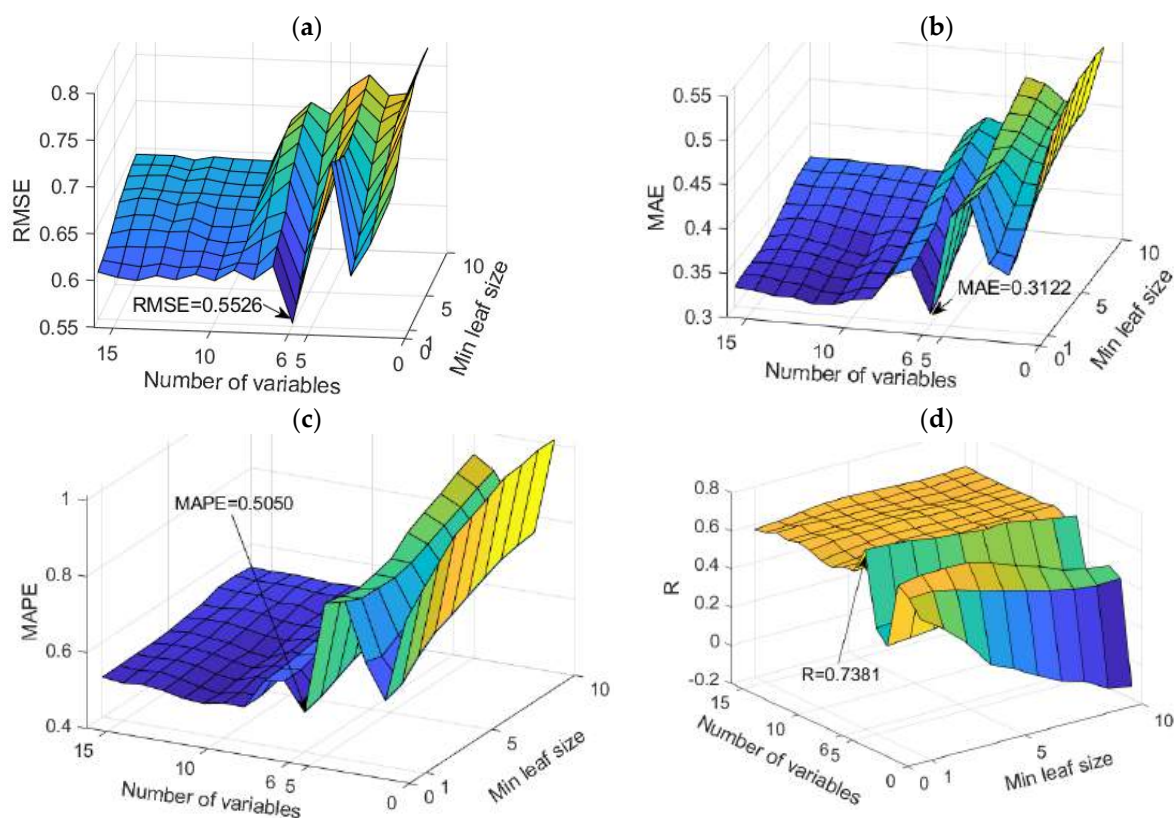 (a)
0.8
0.75
0.7
0.65
0.6
0.55
RMSE
RMSE=0.5526
15
10
6 5
0
Number of variables
0
1
5
10
Min leaf size
(b)
0.55
0.5
0.45
0.4
0.35
0.3
MAE
MAE=0.3122
15
10
6 5
0
Number of variables
0
1
5
10
Min leaf size
(c)
1
0.8
0.6
0.4
MAPE
MAPE=0.5050
15
10
6 5
0
Number of variables
0
1
5
10
Min leaf size
(d)
0.8
0.6
0.4
0.2
0
-0.2
R
R=0.7381
15
10
6
5
0
Number of variables
0
1
5
10
Min leaf size